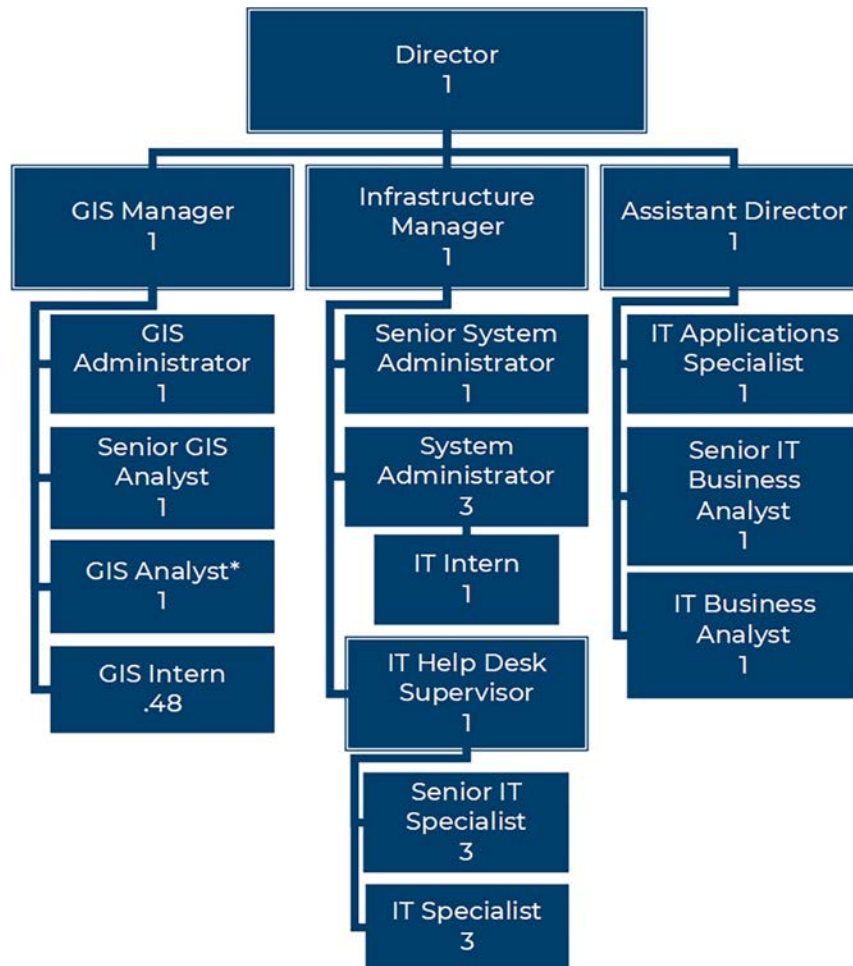 Director
1
GIS Manager
1
Infrastructure
Manager
1
Assistant Director
1
GIS
Administrator
1
Senior GIS
Analyst
1
GIS Analyst*
1
GIS Intern
.48
Senior System
Administrator
1
System
Administrator
3
IT Intern
1
IT Help Desk
Supervisor
1
Senior IT
Specialist
3
IT Specialist
3
IT Applications
Specialist
1
Senior IT
Business
Analyst
1
IT Business
Analyst
1